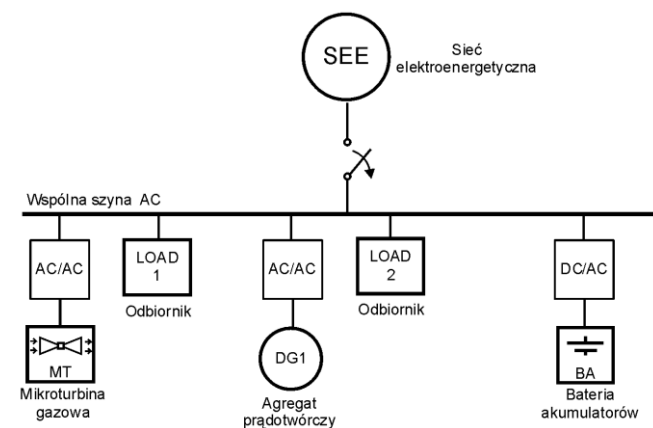 SEE
Sieć
elektroenergetyczna
Wspólna szyna AC
AC/AC
LOAD
1
Odbiornik
AC/AC
LOAD
2
Odbiornik
DC/AC
MT
Mikroturbina
gazowa
DG1
Agregat
prądotwórczy
BA
Bateria
akumulatorów